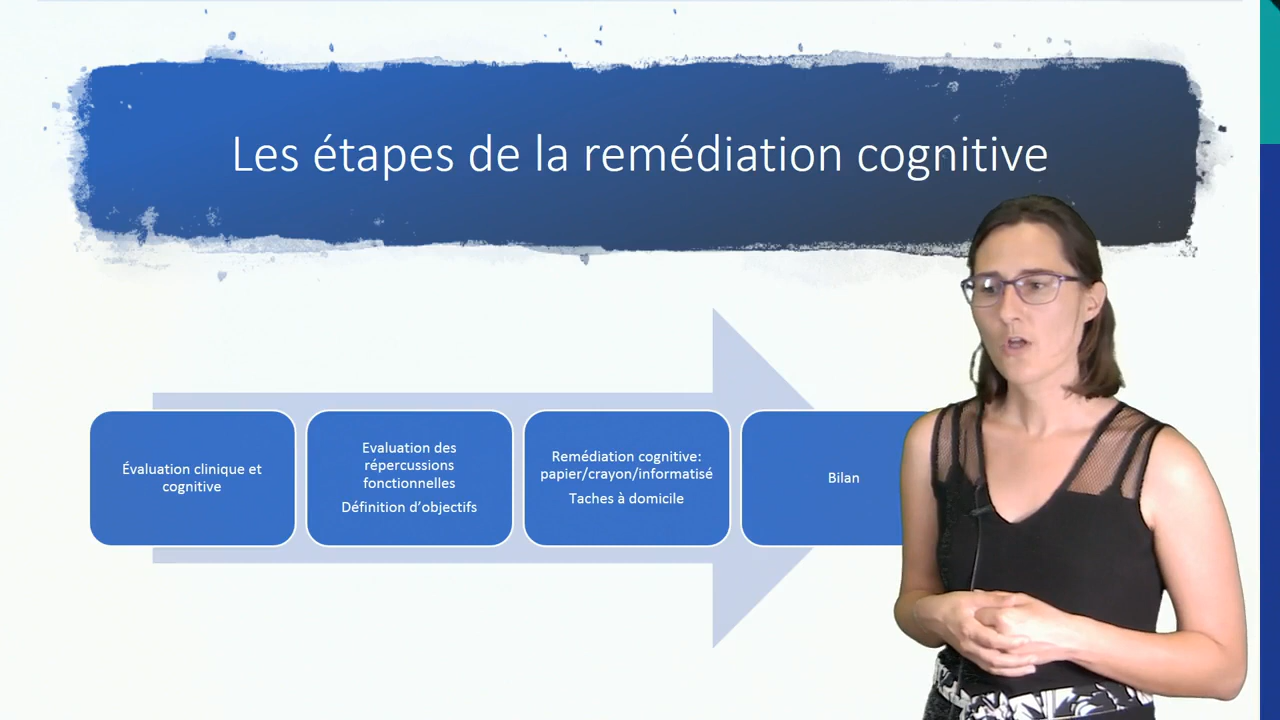 Les étapes de la remédiation cognitive
Évaluation clinique et
cognitive
Evaluation des
répercussions
fonctionnelles
Définition d'objectifs
Remédiation cognitive:
papier/crayon/informatisé
Taches à domicile
Bilan